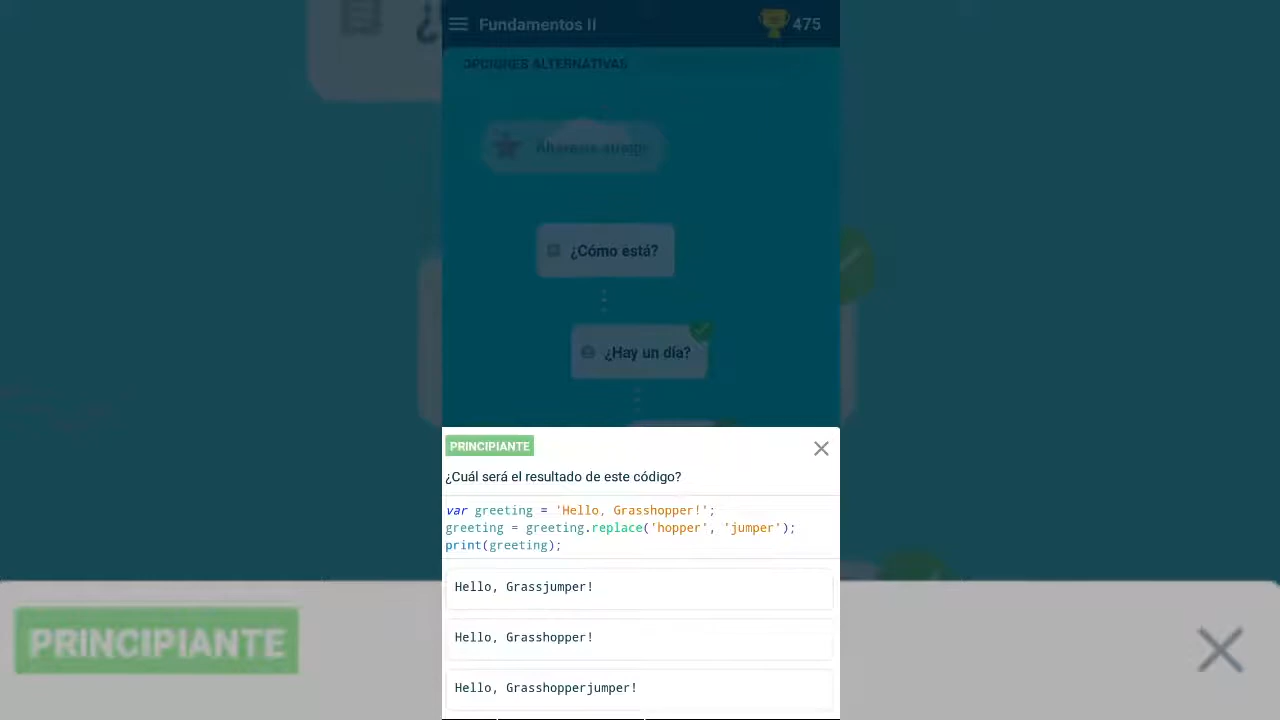 Fundamentos II
475
OPCIONES ALTERNATIVAS
¿Cómo está?
¿Hay un día?
PRINCIPIANTE
¿Cuál será el resultado de este código?
var greeting = 'Hello, Grasshopper!';
greeting = greeting.replace('hopper', 'jumper');
print(greeting);
Hello, Grassjumper!
Hello, Grasshopper!
Hello, Grasshopperjumper!
PRINCIPIANTE